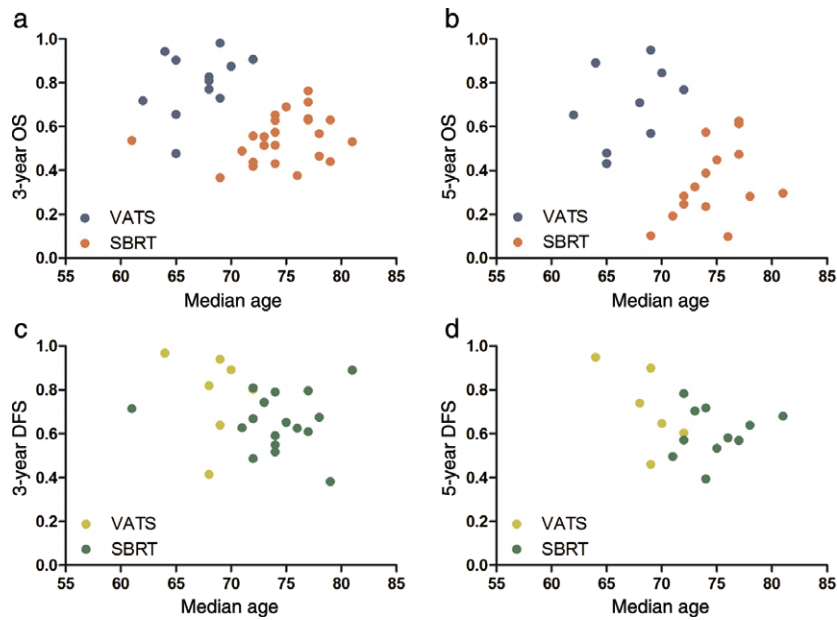 a
3-year OS
1.0
0.8
0.6
0.4
0.2
0.0
VATS
SBRT
55 60 65 70 75 80 85
Median age
b
5-year OS
1.0
0.8
0.6
0.4
0.2
0.0
VATS
SBRT
55 60 65 70 75 80 85
Median age
c
3-year DFS
1.0
0.8
0.6
0.4
0.2
0.0
VATS
SBRT
55 60 65 70 75 80 85
Median age
d
5-year DFS
1.0
0.8
0.6
0.4
0.2
0.0
VATS
SBRT
55 60 65 70 75 80 85
Median age